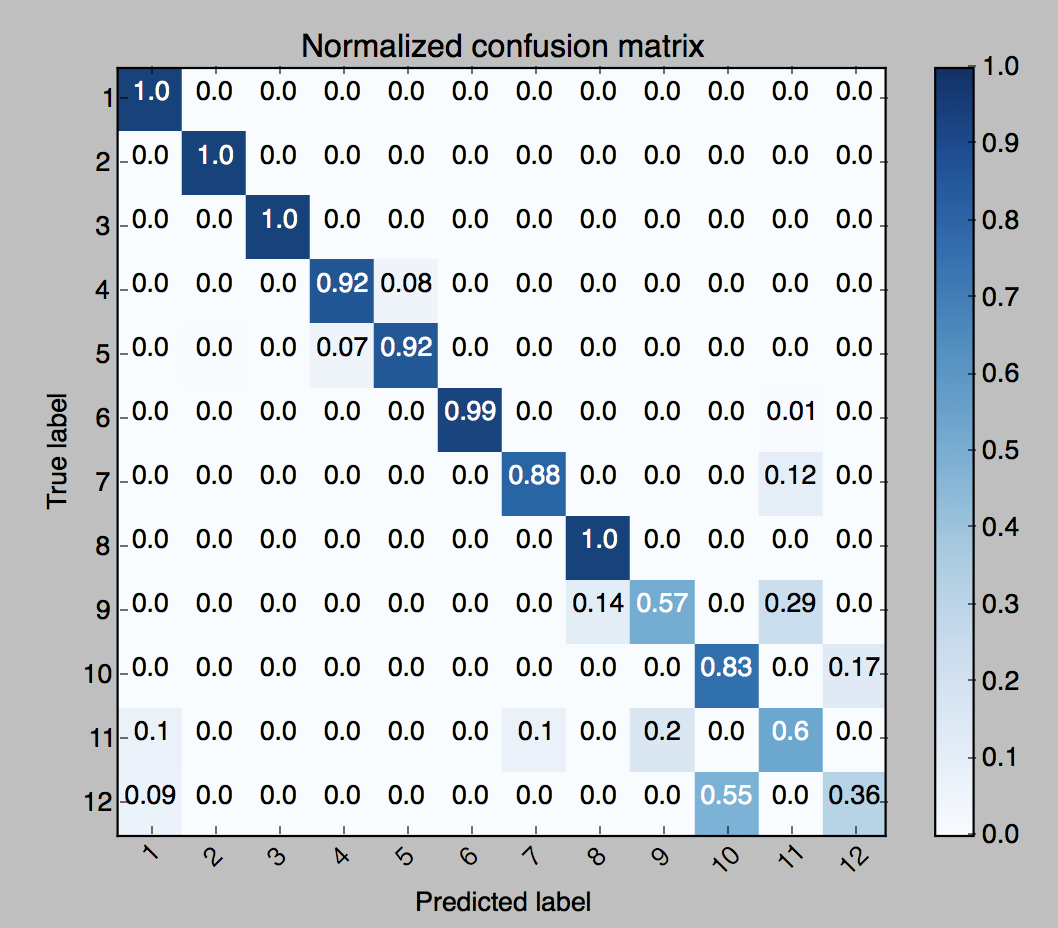 Normalized confusion matrix
1 1.0 0.0 0.0 0.0 0.0 0.0 0.0 0.0 0.0 0.0 0.0 0.0
2 0.0 1.0 0.0 0.0 0.0 0.0 0.0 0.0 0.0 0.0 0.0 0.0
3 0.0 0.0 1.0 0.0 0.0 0.0 0.0 0.0 0.0 0.0 0.0 0.0
4 0.0 0.0 0.0 0.92 0.08 0.0 0.0 0.0 0.0 0.0 0.0 0.0
5 0.0 0.0 0.0 0.07 0.92 0.0 0.0 0.0 0.0 0.0 0.0 0.0
6 0.0 0.0 0.0 0.0 0.0 0.99 0.0 0.0 0.0 0.0 0.01 0.0
7 0.0 0.0 0.0 0.0 0.0 0.0 0.88 0.0 0.0 0.0 0.12 0.0
8 0.0 0.0 0.0 0.0 0.0 0.0 0.0 1.0 0.0 0.0 0.0 0.0
9 0.0 0.0 0.0 0.0 0.0 0.0 0.0 0.14 0.57 0.0 0.29 0.0
10 0.0 0.0 0.0 0.0 0.0 0.0 0.0 0.0 0.0 0.83 0.0 0.17
11 0.1 0.0 0.0 0.0 0.0 0.0 0.1 0.0 0.2 0.0 0.6 0.0
12 0.09 0.0 0.0 0.0 0.0 0.0 0.0 0.0 0.0 0.55 0.0 0.36
1 2 3 4 5 6 7 8 9 10 11 12
True label
Predicted label
1.0
0.9
0.8
0.7
0.6
0.5
0.4
0.3
0.2
0.1
0.0